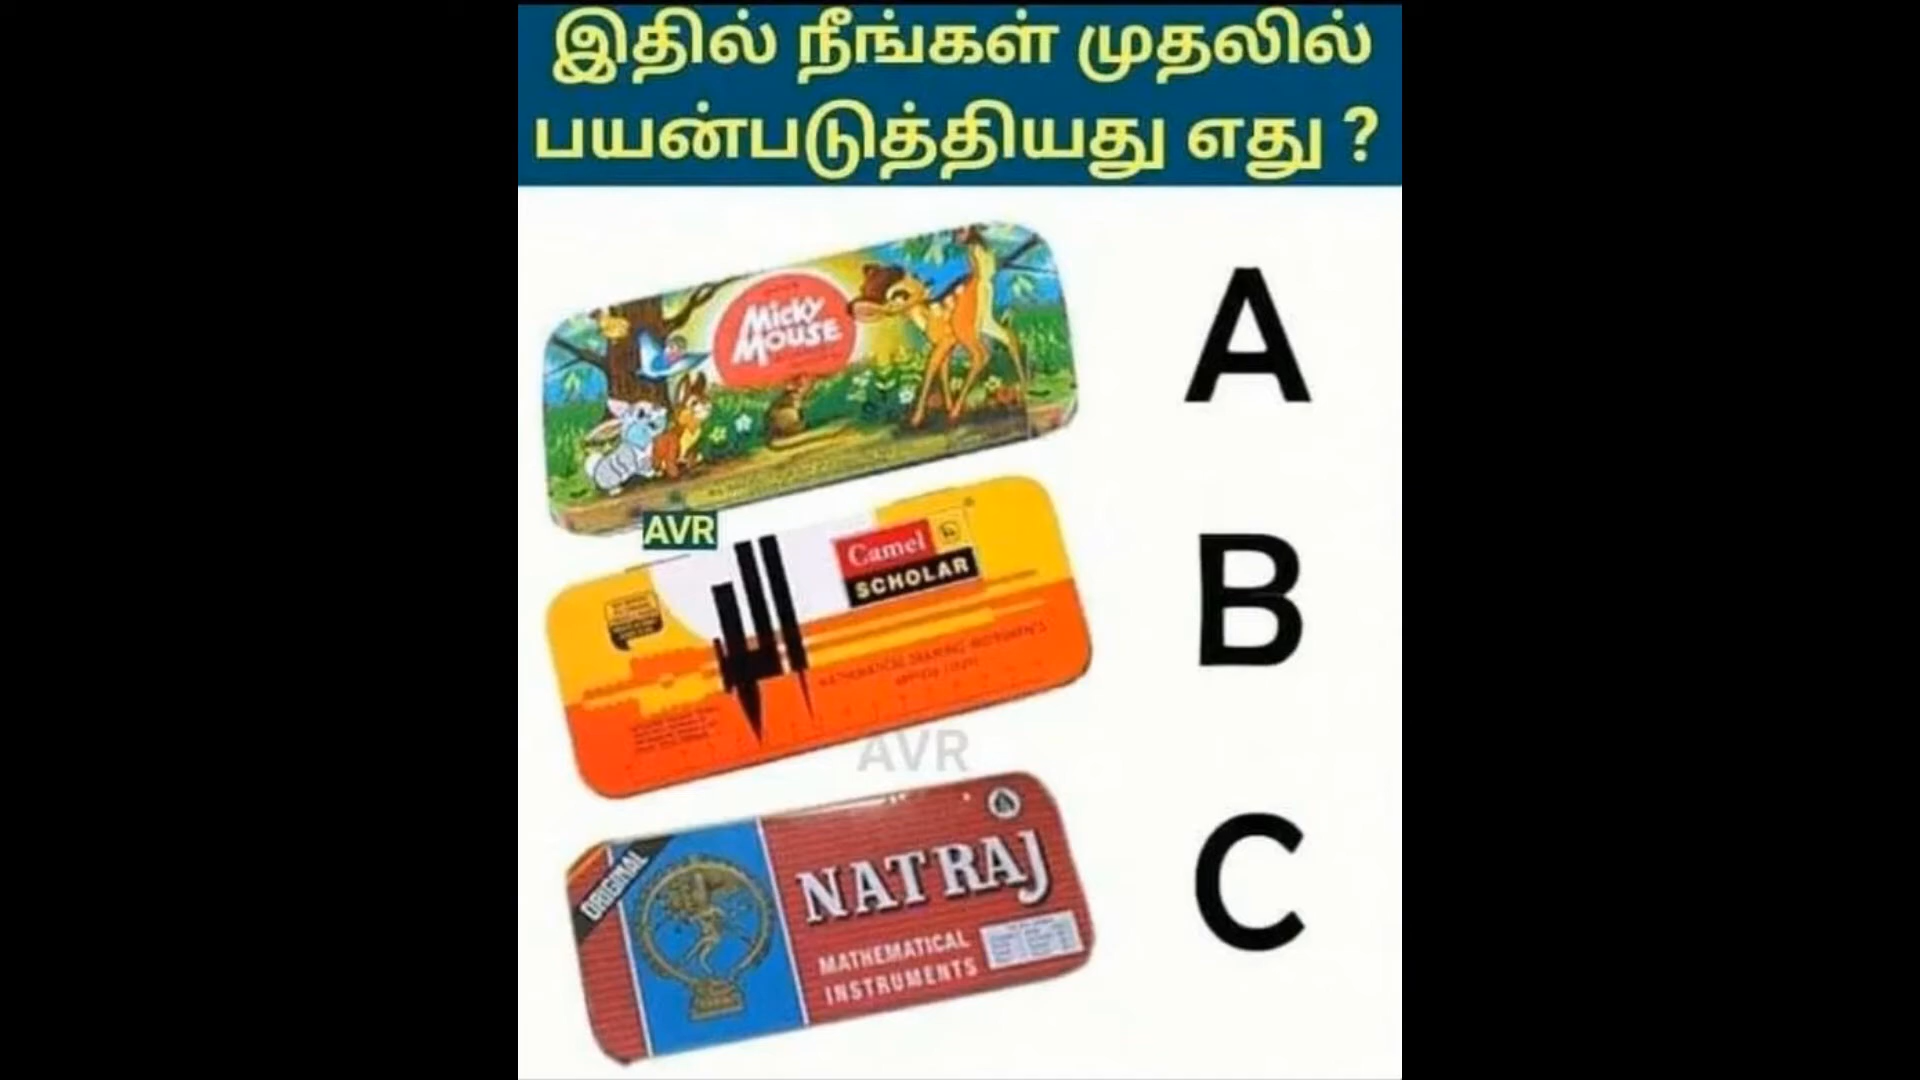 இதில் நீங்கள் முதலில்
பயன்படுத்தியது எது ?
Micky
MOUSE
A
AVR
Camel
SCHOLAR
B
AVR
ORIGINAL
NATRAJ
MATHEMATICAL
INSTRUMENTS
C